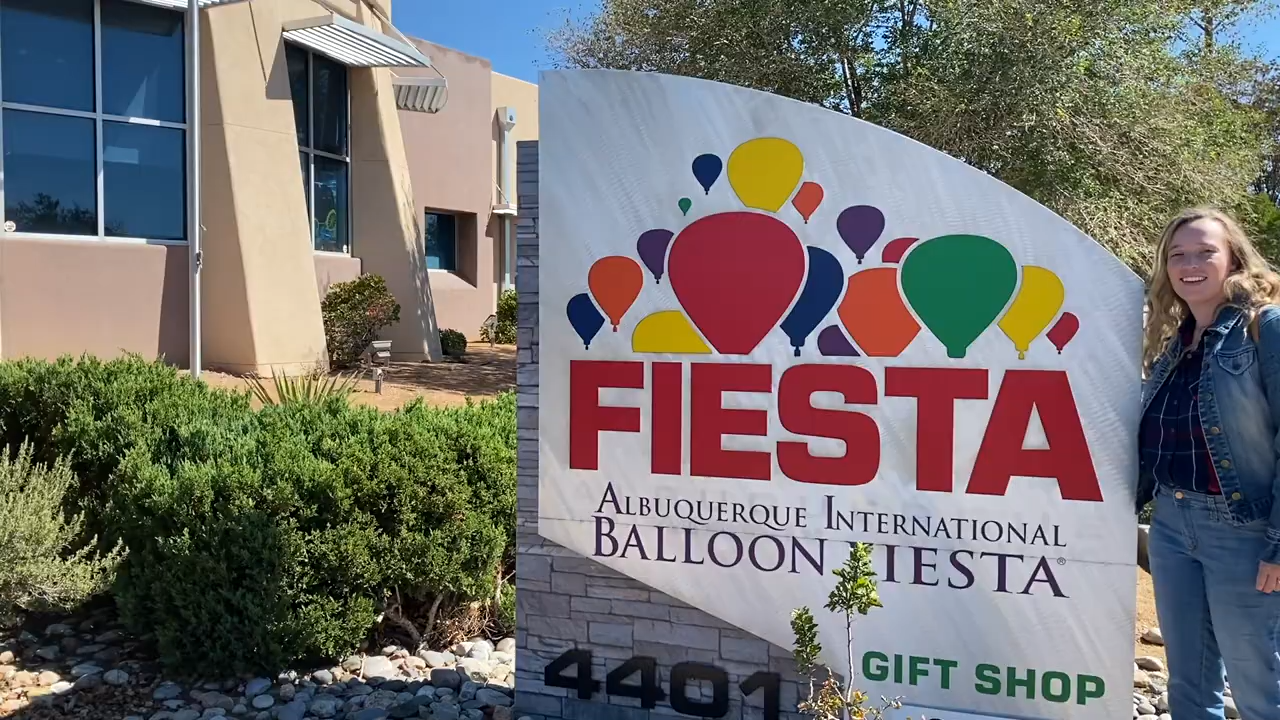 FIESTA
ALBUQUERQUE INTERNATIONAL
BALLOON FIESTA®
GIFT SHOP
4401